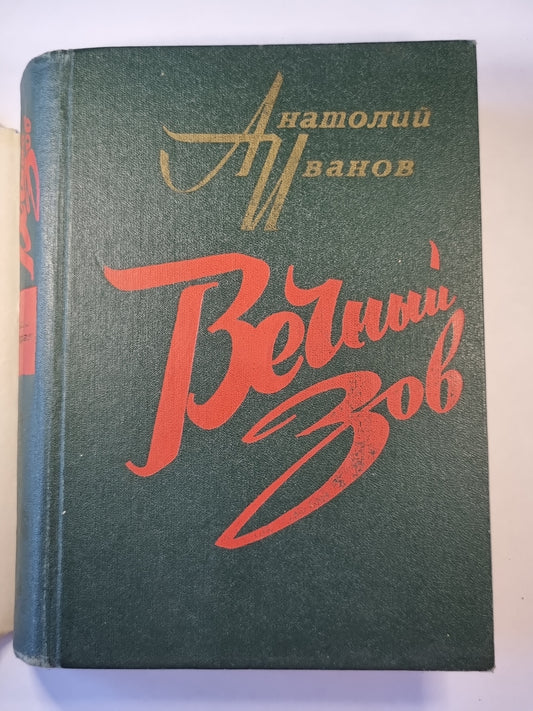 Анатолий
Иванов
Вечный
Зов